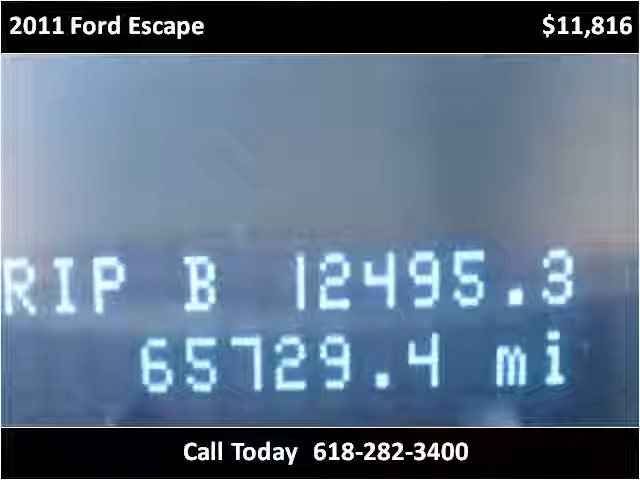 2011 Ford Escape $11,816
RIP B 12495.3
65729.4 mi
Call Today 618-282-3400